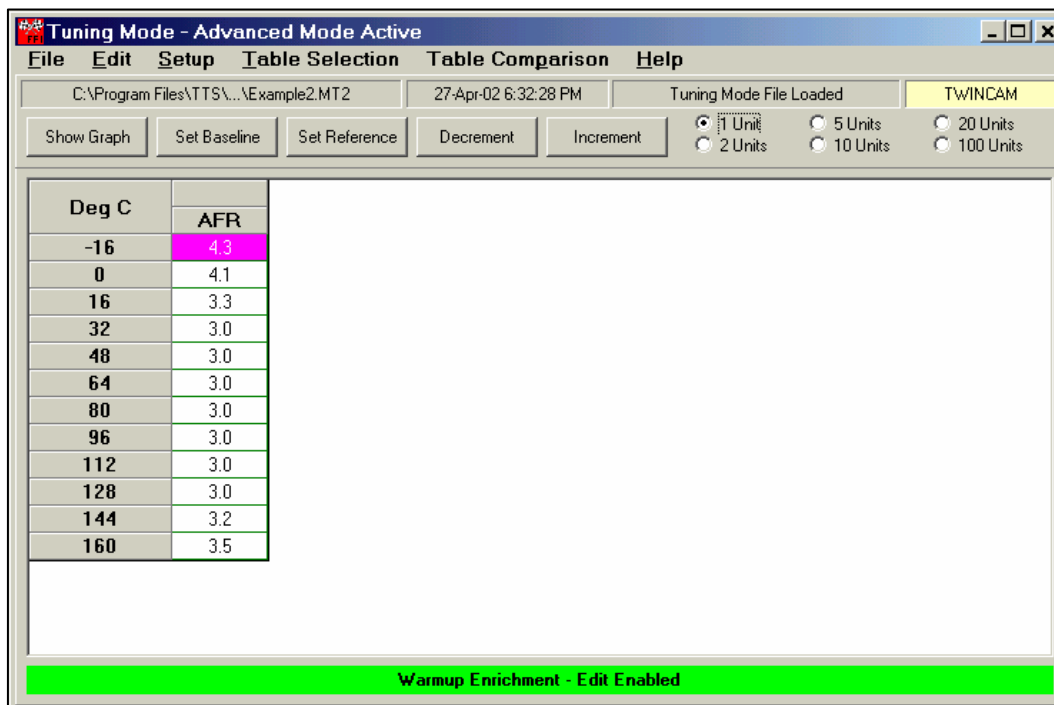 Tuning Mode - Advanced Mode Active
File Edit Setup Table Selection Table Comparison Help
C:\Program Files\TTS\...\Example2.MT2 27-Apr-02 6:32:28 PM Tuning Mode File Loaded TWINCAM
Show Graph Set Baseline Set Reference Decrement Increment 1 Unit 5 Units 20 Units
2 Units 10 Units 100 Units
Deg C AFR
-16 4.3
0 4.1
16 3.3
32 3.0
48 3.0
64 3.0
80 3.0
96 3.0
112 3.0
128 3.0
144 3.2
160 3.5
Warmup Enrichment - Edit Enabled